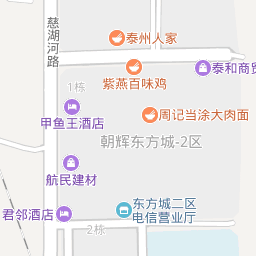 慈湖河路
泰州人家
紫燕百味鸡
泰和商贸
1栋
甲鱼王酒店
周记当涂大肉面
朝辉东方城-2区
航民建材
君邻酒店
东方城二区
电信营业厅
2栋